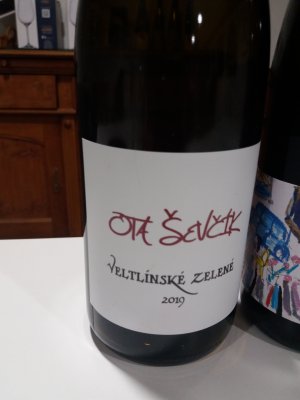 OTA ŠEVČÍK
VELTLÍNSKÉ ZELENÉ
2019